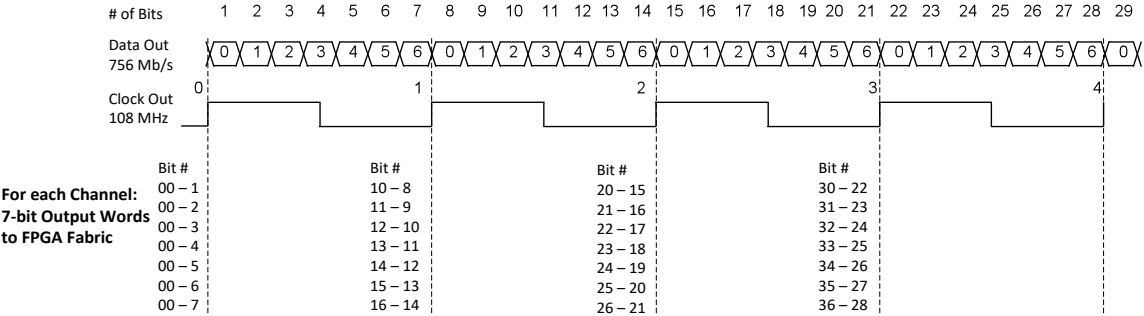 # of Bits 1 2 3 4 5 6 7 8 9 10 11 12 13 14 15 16 17 18 19 20 21 22 23 24 25 26 27 28 29
Data Out 0 1 2 3 4 5 6 0 1 2 3 4 5 6 0 1 2 3 4 5 6 0 1 2 3 4 5 6 0
756 Mb/s
0 1 2 3 4
Clock Out
108 MHz
For each Channel:
7-bit Output Words
to FPGA Fabric
Bit #
00 – 1
00 – 2
00 – 3
00 – 4
00 – 5
00 – 6
00 – 7
Bit #
10 – 8
11 – 9
12 – 10
13 – 11
14 – 12
15 – 13
16 – 14
Bit #
20 – 15
21 – 16
22 – 17
23 – 18
24 – 19
25 – 20
26 – 21
Bit #
30 – 22
31 – 23
32 – 24
33 – 25
34 – 26
35 – 27
36 – 28